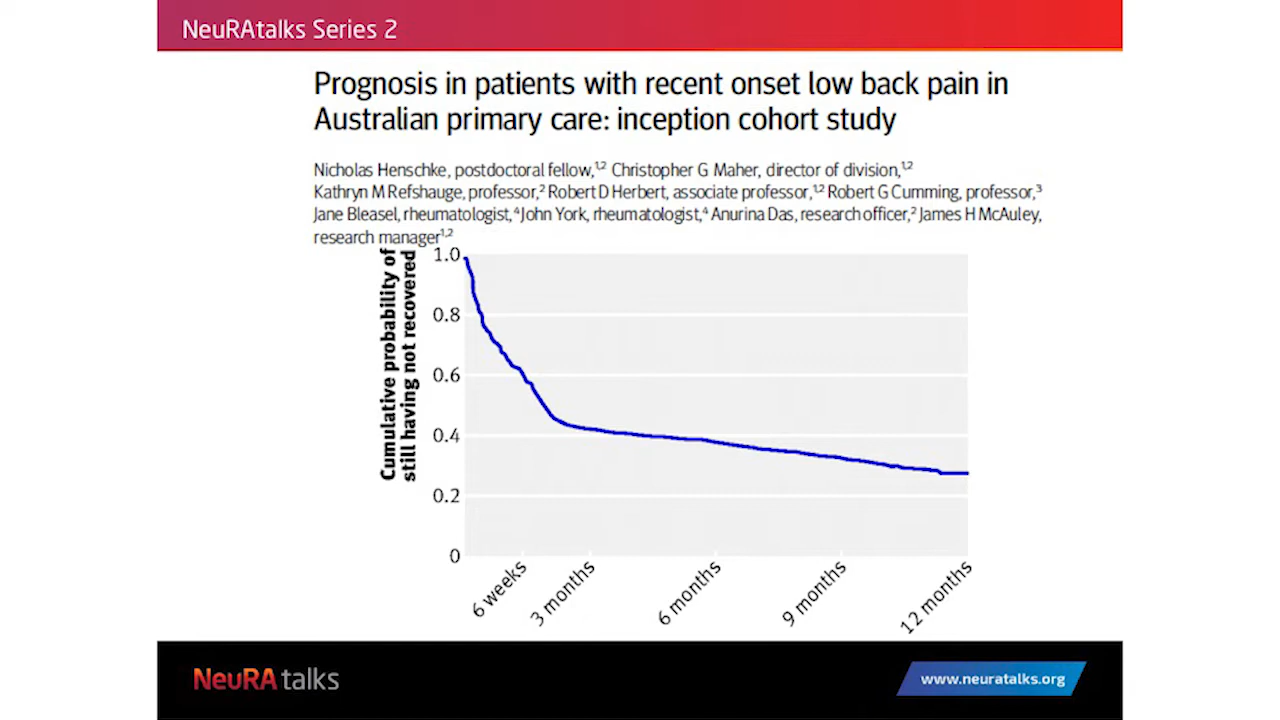 NeuRAtalks Series 2
Prognosis in patients with recent onset low back pain in
Australian primary care: inception cohort study
Nicholas Henschke, postdoctoral fellow,1,2 Christopher G Maher, director of division,1,2
Kathryn M Refshauge, professor,2 Robert D Herbert, associate professor,1,2 Robert G Cumming, professor,3
Jane Bleasel, rheumatologist,4 John York, rheumatologist,4 Anurina Das, research officer,2 James H McAuley,
research manager1,2
Cumulative probability of
still having not recovered
1.0
0.8
0.6
0.4
0.2
0
6 weeks
3 months
6 months
9 months
12 months
NeuRA talks
www.neuratalks.org